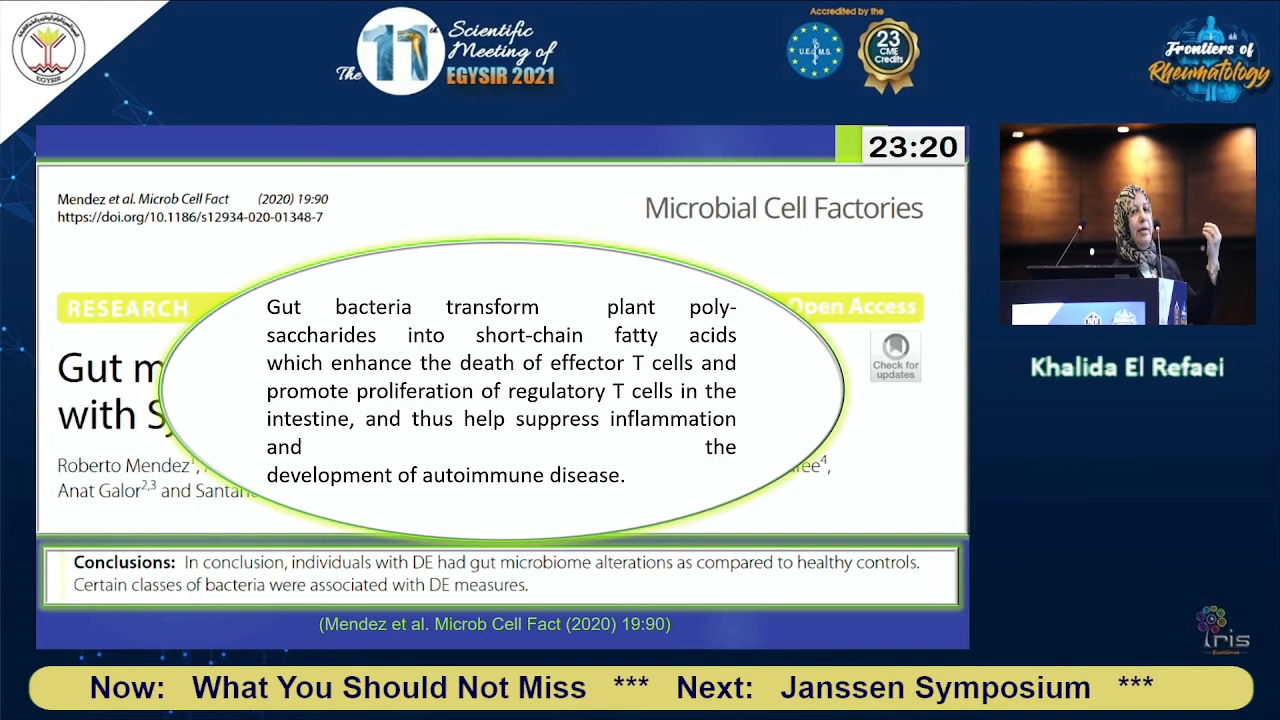 EGYSIR
The 11th
Scientific
Meeting of
EGYSIR 2021
Accredited by the
U.E.M.S.
23
CME
Credits
Frontiers of
Rheumatology
23:20
Mendez et al. Microb Cell Fact (2020) 19:90
https://doi.org/10.1186/s12934-020-01348-7
Microbial Cell Factories
RESEARCH
Open Access
Check for
updates
Gut m
with Sj
Roberto Mendez
Anat Galor2,3 and Santan
Gut bacteria transform plant poly-
saccharides into short-chain fatty acids
which enhance the death of effector T cells and
promote proliferation of regulatory T cells in the
intestine, and thus help suppress inflammation
and the
development of autoimmune disease.
Conclusions: In conclusion, individuals with DE had gut microbiome alterations as compared to healthy controls.
Certain classes of bacteria were associated with DE measures.
(Mendez et al. Microb Cell Fact (2020) 19:90)
Khalida El Refaei
Iris
Now: What You Should Not Miss *** Next: Janssen Symposium ***